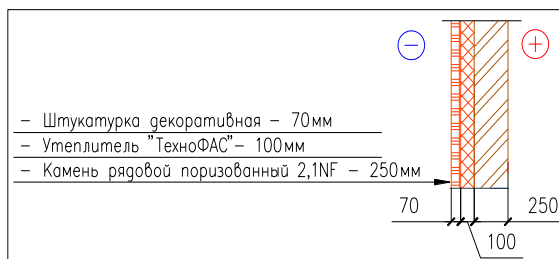 − +
– Штукатурка декоративная – 70мм
– Утеплитель "ТехноФАС"– 100мм
– Камень рядовой поризованный 2,1NF – 250мм
70 250
100